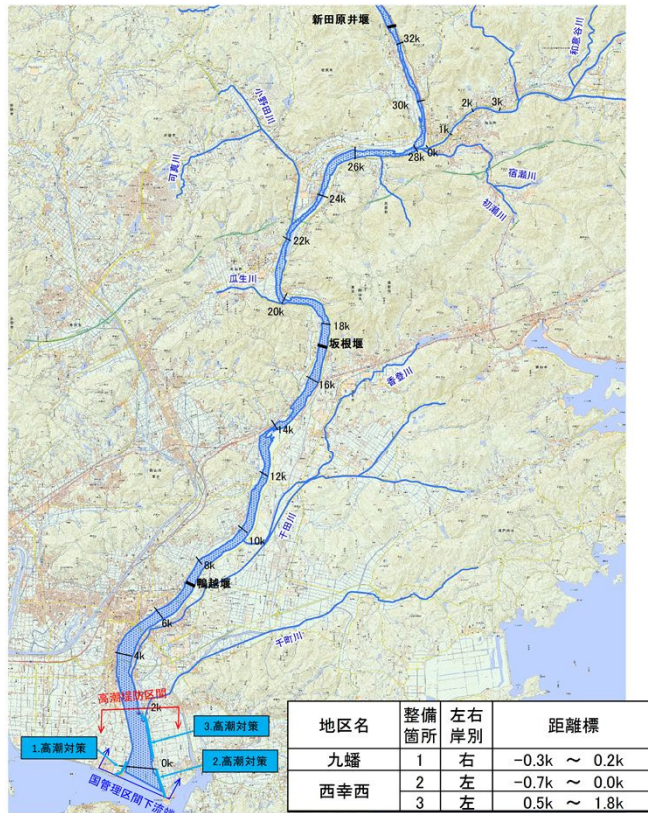 新田原井堰
32k
和意谷川
小野田川
30k
2k
3k
1k
可真川
26k
28k
0k
宿瀬川
24k
初瀬川
22k
瓜生川
20k
18k
坂根堰
16k
香登川
14k
12k
千田川
10k
8k
鴨越堰
6k
千町川
4k
高潮堤防区間
2k
3.高潮対策
1.高潮対策
0k
2.高潮対策
国管理区間下流端
地区名 整備箇所 左右岸別 距離標
九蟠 1 右 -0.3k ~ 0.2k
西幸西 2 左 -0.7k ~ 0.0k
3 左 0.5k ~ 1.8k